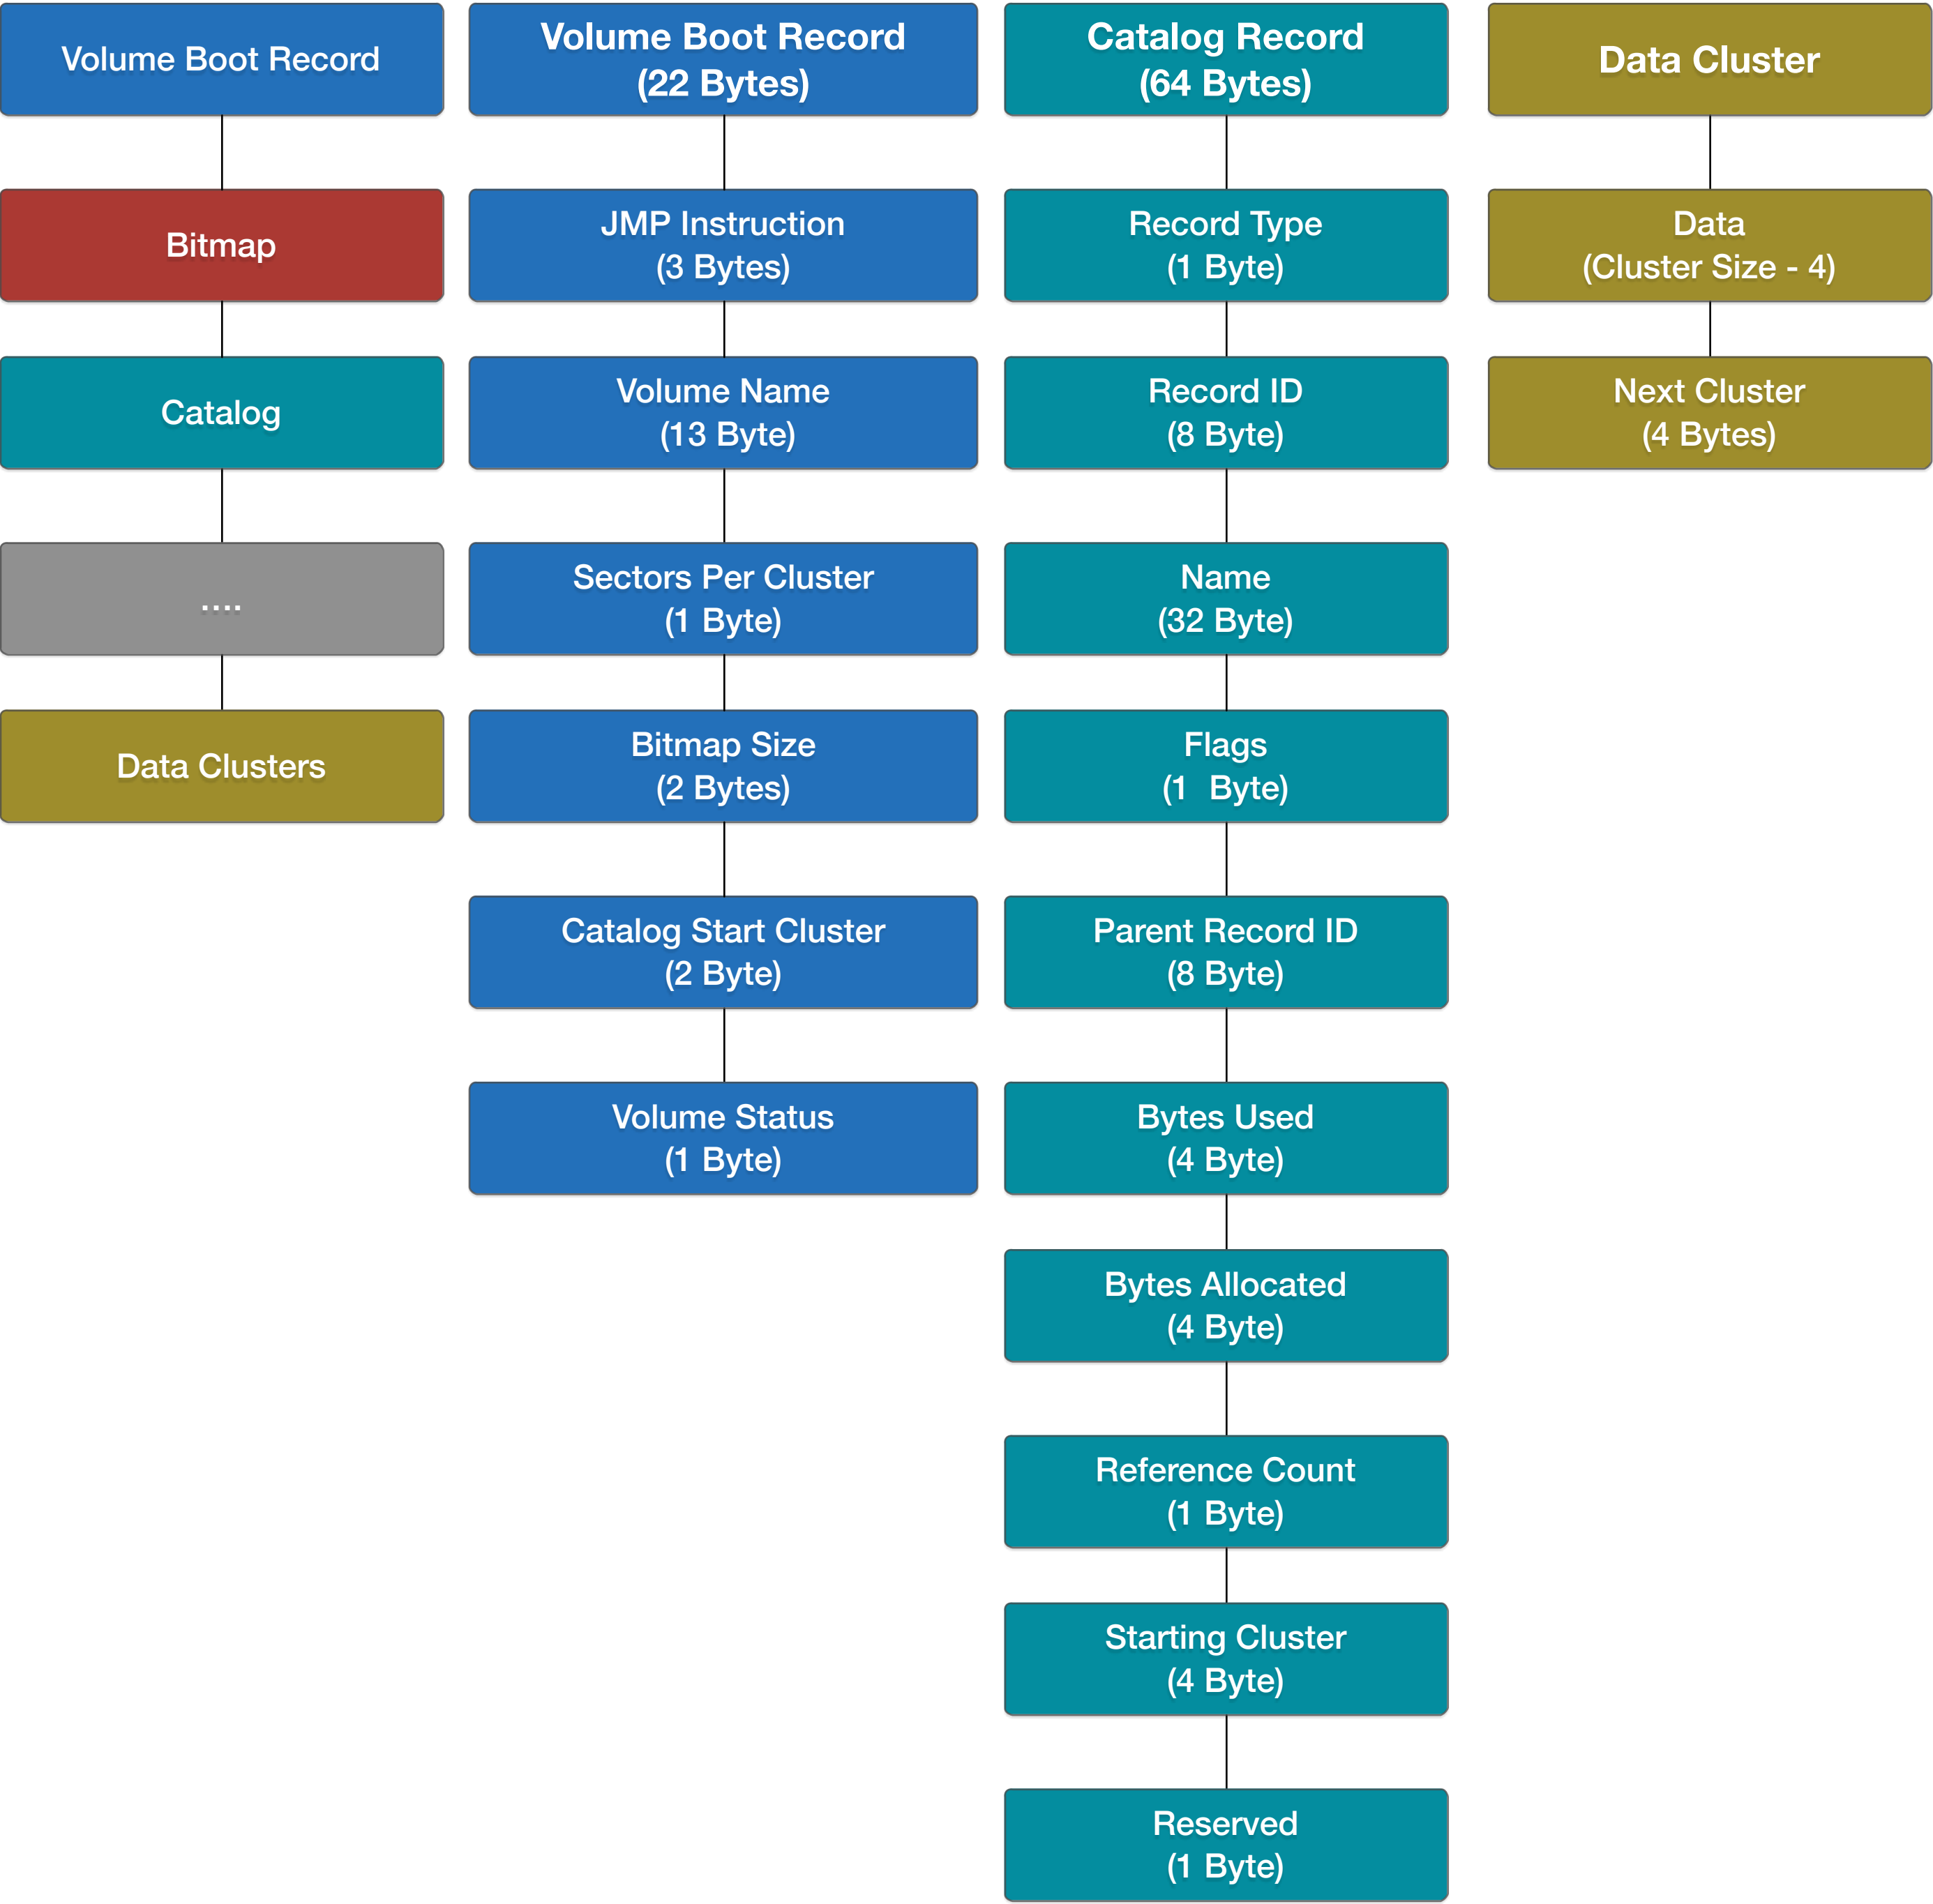 Volume Boot Record
Bitmap
Catalog
....
Data Clusters
Volume Boot Record
(22 Bytes)
JMP Instruction
(3 Bytes)
Volume Name
(13 Byte)
Sectors Per Cluster
(1 Byte)
Bitmap Size
(2 Bytes)
Catalog Start Cluster
(2 Byte)
Volume Status
(1 Byte)
Catalog Record
(64 Bytes)
Record Type
(1 Byte)
Record ID
(8 Byte)
Name
(32 Byte)
Flags
(1  Byte)
Parent Record ID
(8 Byte)
Bytes Used
(4 Byte)
Bytes Allocated
(4 Byte)
Reference Count
(1 Byte)
Starting Cluster
(4 Byte)
Reserved
(1 Byte)
Data Cluster
Data
(Cluster Size - 4)
Next Cluster
(4 Bytes)